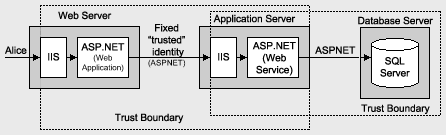 Web Server
Application Server
Database Server
Fixed
"trusted"
identity
(ASPNET)
Alice
IIS
ASP.NET
(Web
Application)
IIS
ASP.NET
(Web
Service)
ASPNET
SQL
Server
Trust Boundary
Trust Boundary